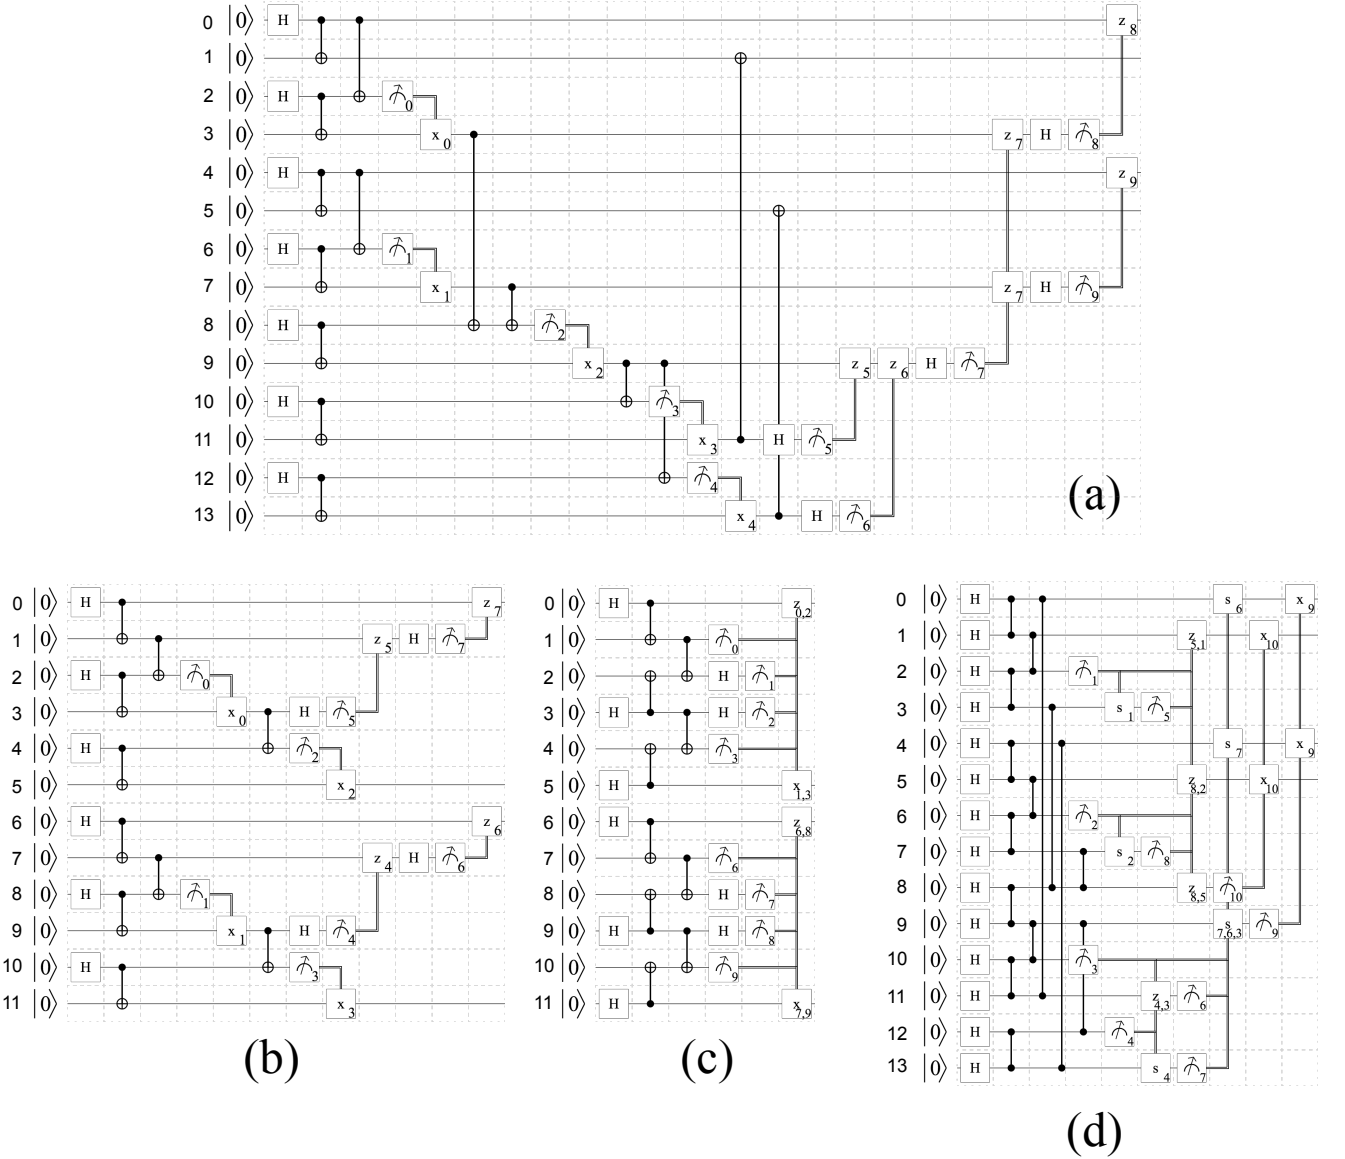 0 |0⟩ H z 8
1 |0⟩
2 |0⟩ H 0
3 |0⟩ x 0 z 7 H 8
4 |0⟩ H z 9
5 |0⟩
6 |0⟩ H 1
7 |0⟩ x 1 z 7 H 9
8 |0⟩ H 2
9 |0⟩ x 2 z 5 z 6 H 7
10 |0⟩ H 3
11 |0⟩ x 3 H 5
12 |0⟩ H 4
13 |0⟩ x 4 H 6
(a)
0 |0⟩ H z 7
1 |0⟩ z 5 H 7
2 |0⟩ H 0
3 |0⟩ x 0 H 5
4 |0⟩ H 2
5 |0⟩ x 2
6 |0⟩ H z 6
7 |0⟩ z 4 H 6
8 |0⟩ H 1
9 |0⟩ x 1 H 4
10 |0⟩ H 3
11 |0⟩ x 3
(b)
0 |0⟩ H z 0,2
1 |0⟩ 0
2 |0⟩ H 1
3 |0⟩ H H 2
4 |0⟩ 3
5 |0⟩ H x 1,3
6 |0⟩ H z 6,8
7 |0⟩ 6
8 |0⟩ H 7
9 |0⟩ H H 8
10 |0⟩ 9
11 |0⟩ H x 7,9
(c)
0 |0⟩ H s 6 x 9
1 |0⟩ H z 5,1 x 10
2 |0⟩ H 1
3 |0⟩ H s 1 5
4 |0⟩ H s 7 x 9
5 |0⟩ H z 8,2 x 10
6 |0⟩ H 2
7 |0⟩ H s 2 8
8 |0⟩ H z 8,5 10
9 |0⟩ H s 7,6,3 9
10 |0⟩ H 3
11 |0⟩ H z 4,3 6
12 |0⟩ H 4
13 |0⟩ H s 4 7
(d)